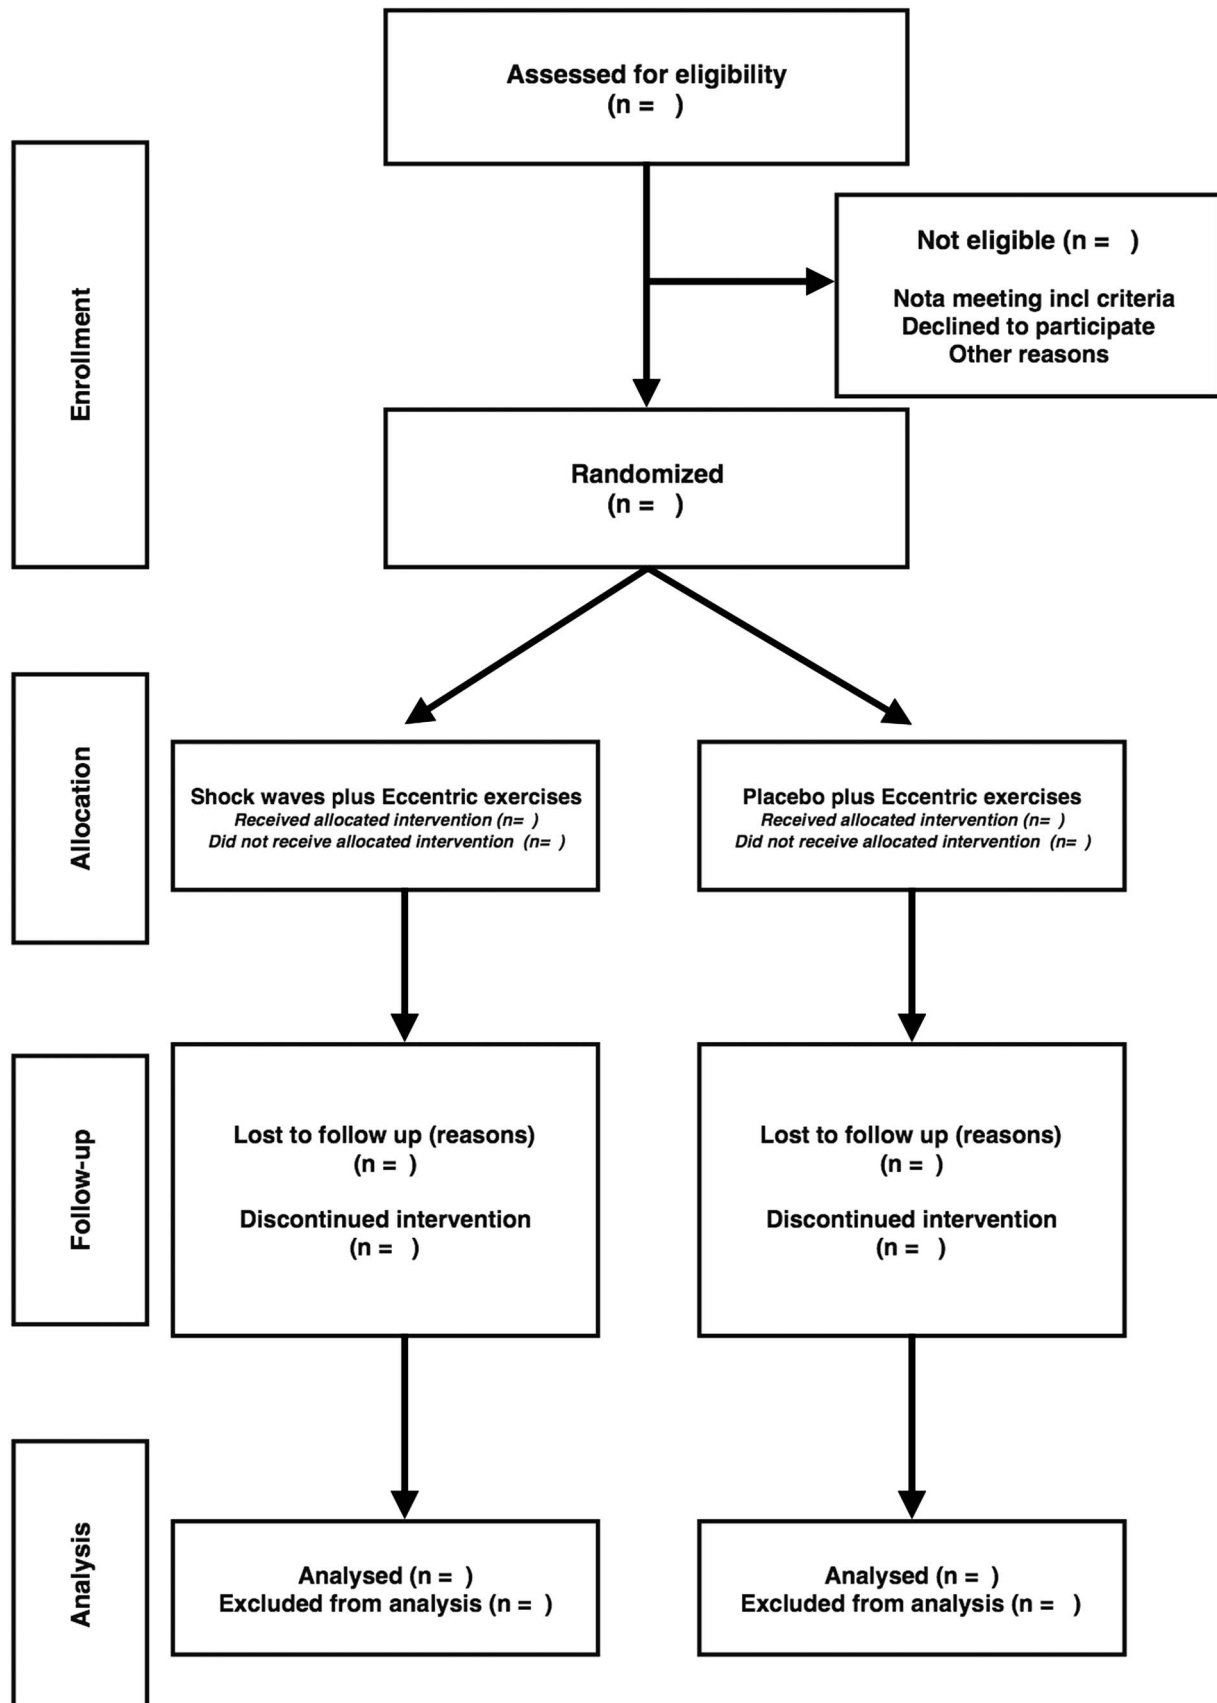 Assessed for eligibility
(n =   )
Enrollment
Not eligible (n =   )
Nota meeting incl criteria
Declined to participate
Other reasons
Randomized
(n =   )
Allocation
Shock waves plus Eccentric exercises
Received allocated intervention (n=  )
Did not receive allocated intervention  (n=  )
Placebo plus Eccentric exercises
Received allocated intervention (n=  )
Did not receive allocated intervention  (n=  )
Follow-up
Lost to follow up (reasons)
(n =  )
Discontinued intervention
(n =   )
Lost to follow up (reasons)
(n =  )
Discontinued intervention
(n =   )
Analysis
Analysed (n =  )
Excluded from analysis (n =  )
Analysed (n =  )
Excluded from analysis (n =   )